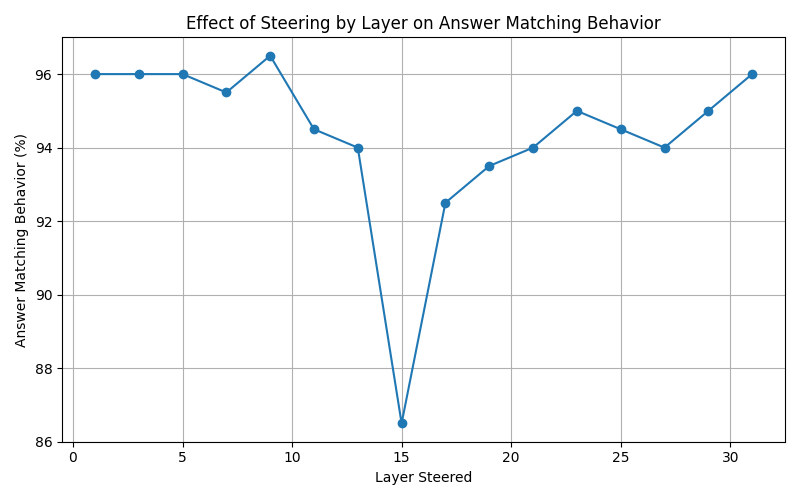 Effect of Steering by Layer on Answer Matching Behavior
Answer Matching Behavior (%)
96
94
92
90
88
86
0 5 10 15 20 25 30
Layer Steered